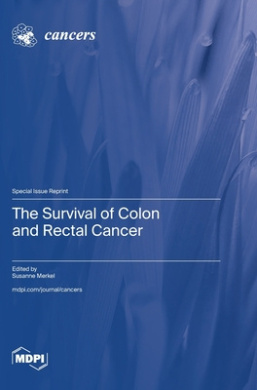 cancers
Special Issue Reprint
The Survival of Colon
and Rectal Cancer
Edited by
Susanne Merkel
mdpi.com/journal/cancers
MDPI